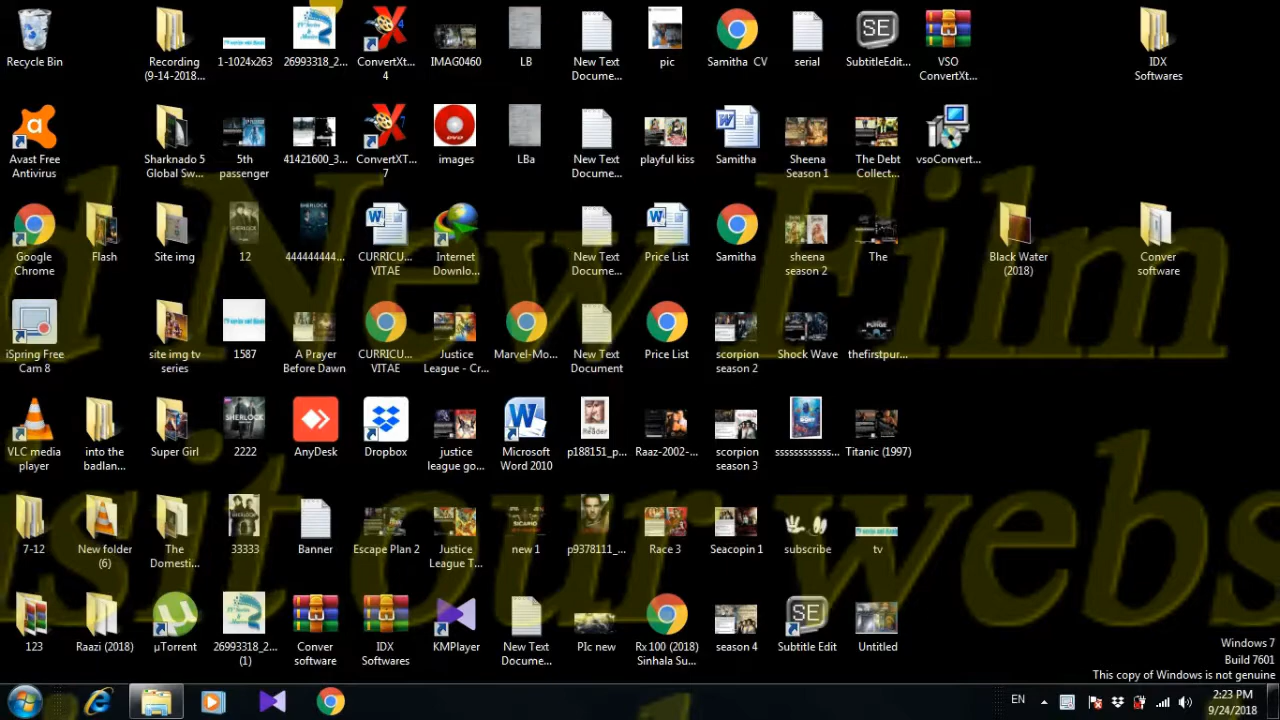 Recycle Bin
Recording
(9-14-2018...
1-1024x263
26993318_2...
ConvertXt...
4
IMAG0460
LB
New Text
Docume...
pic
Samitha CV
serial
SubtitleEdit...
VSO
ConvertXt...
IDX
Softwares
Avast Free
Antivirus
Sharknado 5
Global Sw...
5th
passenger
41421600_3...
ConvertXT...
7
images
LBa
New Text
Docume...
playful kiss
Samitha
Sheena
Season 1
The Debt
Collect...
vsoConvert...
Google
Chrome
Flash
Site img
12
444444444...
CURRICU...
VITAE
Internet
Downlo...
New Text
Docume...
Price List
Samitha
sheena
season 2
The
Black Water
(2018)
Conver
software
iSpring Free
Cam 8
site img tv
series
1587
A Prayer
Before Dawn
CURRICU...
VITAE
Justice
League - Cr...
Marvel-Mo...
New Text
Document
Price List
scorpion
season 2
Shock Wave
thefirstpur...
VLC media
player
into the
badlan...
Super Girl
2222
AnyDesk
Dropbox
justice
league go...
Microsoft
Word 2010
p188151_p...
Raaz-2002-...
scorpion
season 3
ssssssssssss...
Titanic (1997)
7-12
New folder
(6)
The
Domesti...
33333
Banner
Escape Plan 2
Justice
League T...
new 1
p9378111_...
Race 3
Seacopin 1
subscribe
tv
123
Raazi (2018)
µTorrent
26993318_2...
(1)
Conver
software
IDX
Softwares
KMPlayer
New Text
Docume...
PIc new
Rx 100 (2018)
Sinhala Su...
season 4
Subtitle Edit
Untitled
Windows 7
Build 7601
This copy of Windows is not genuine
EN
2:23 PM
9/24/2018